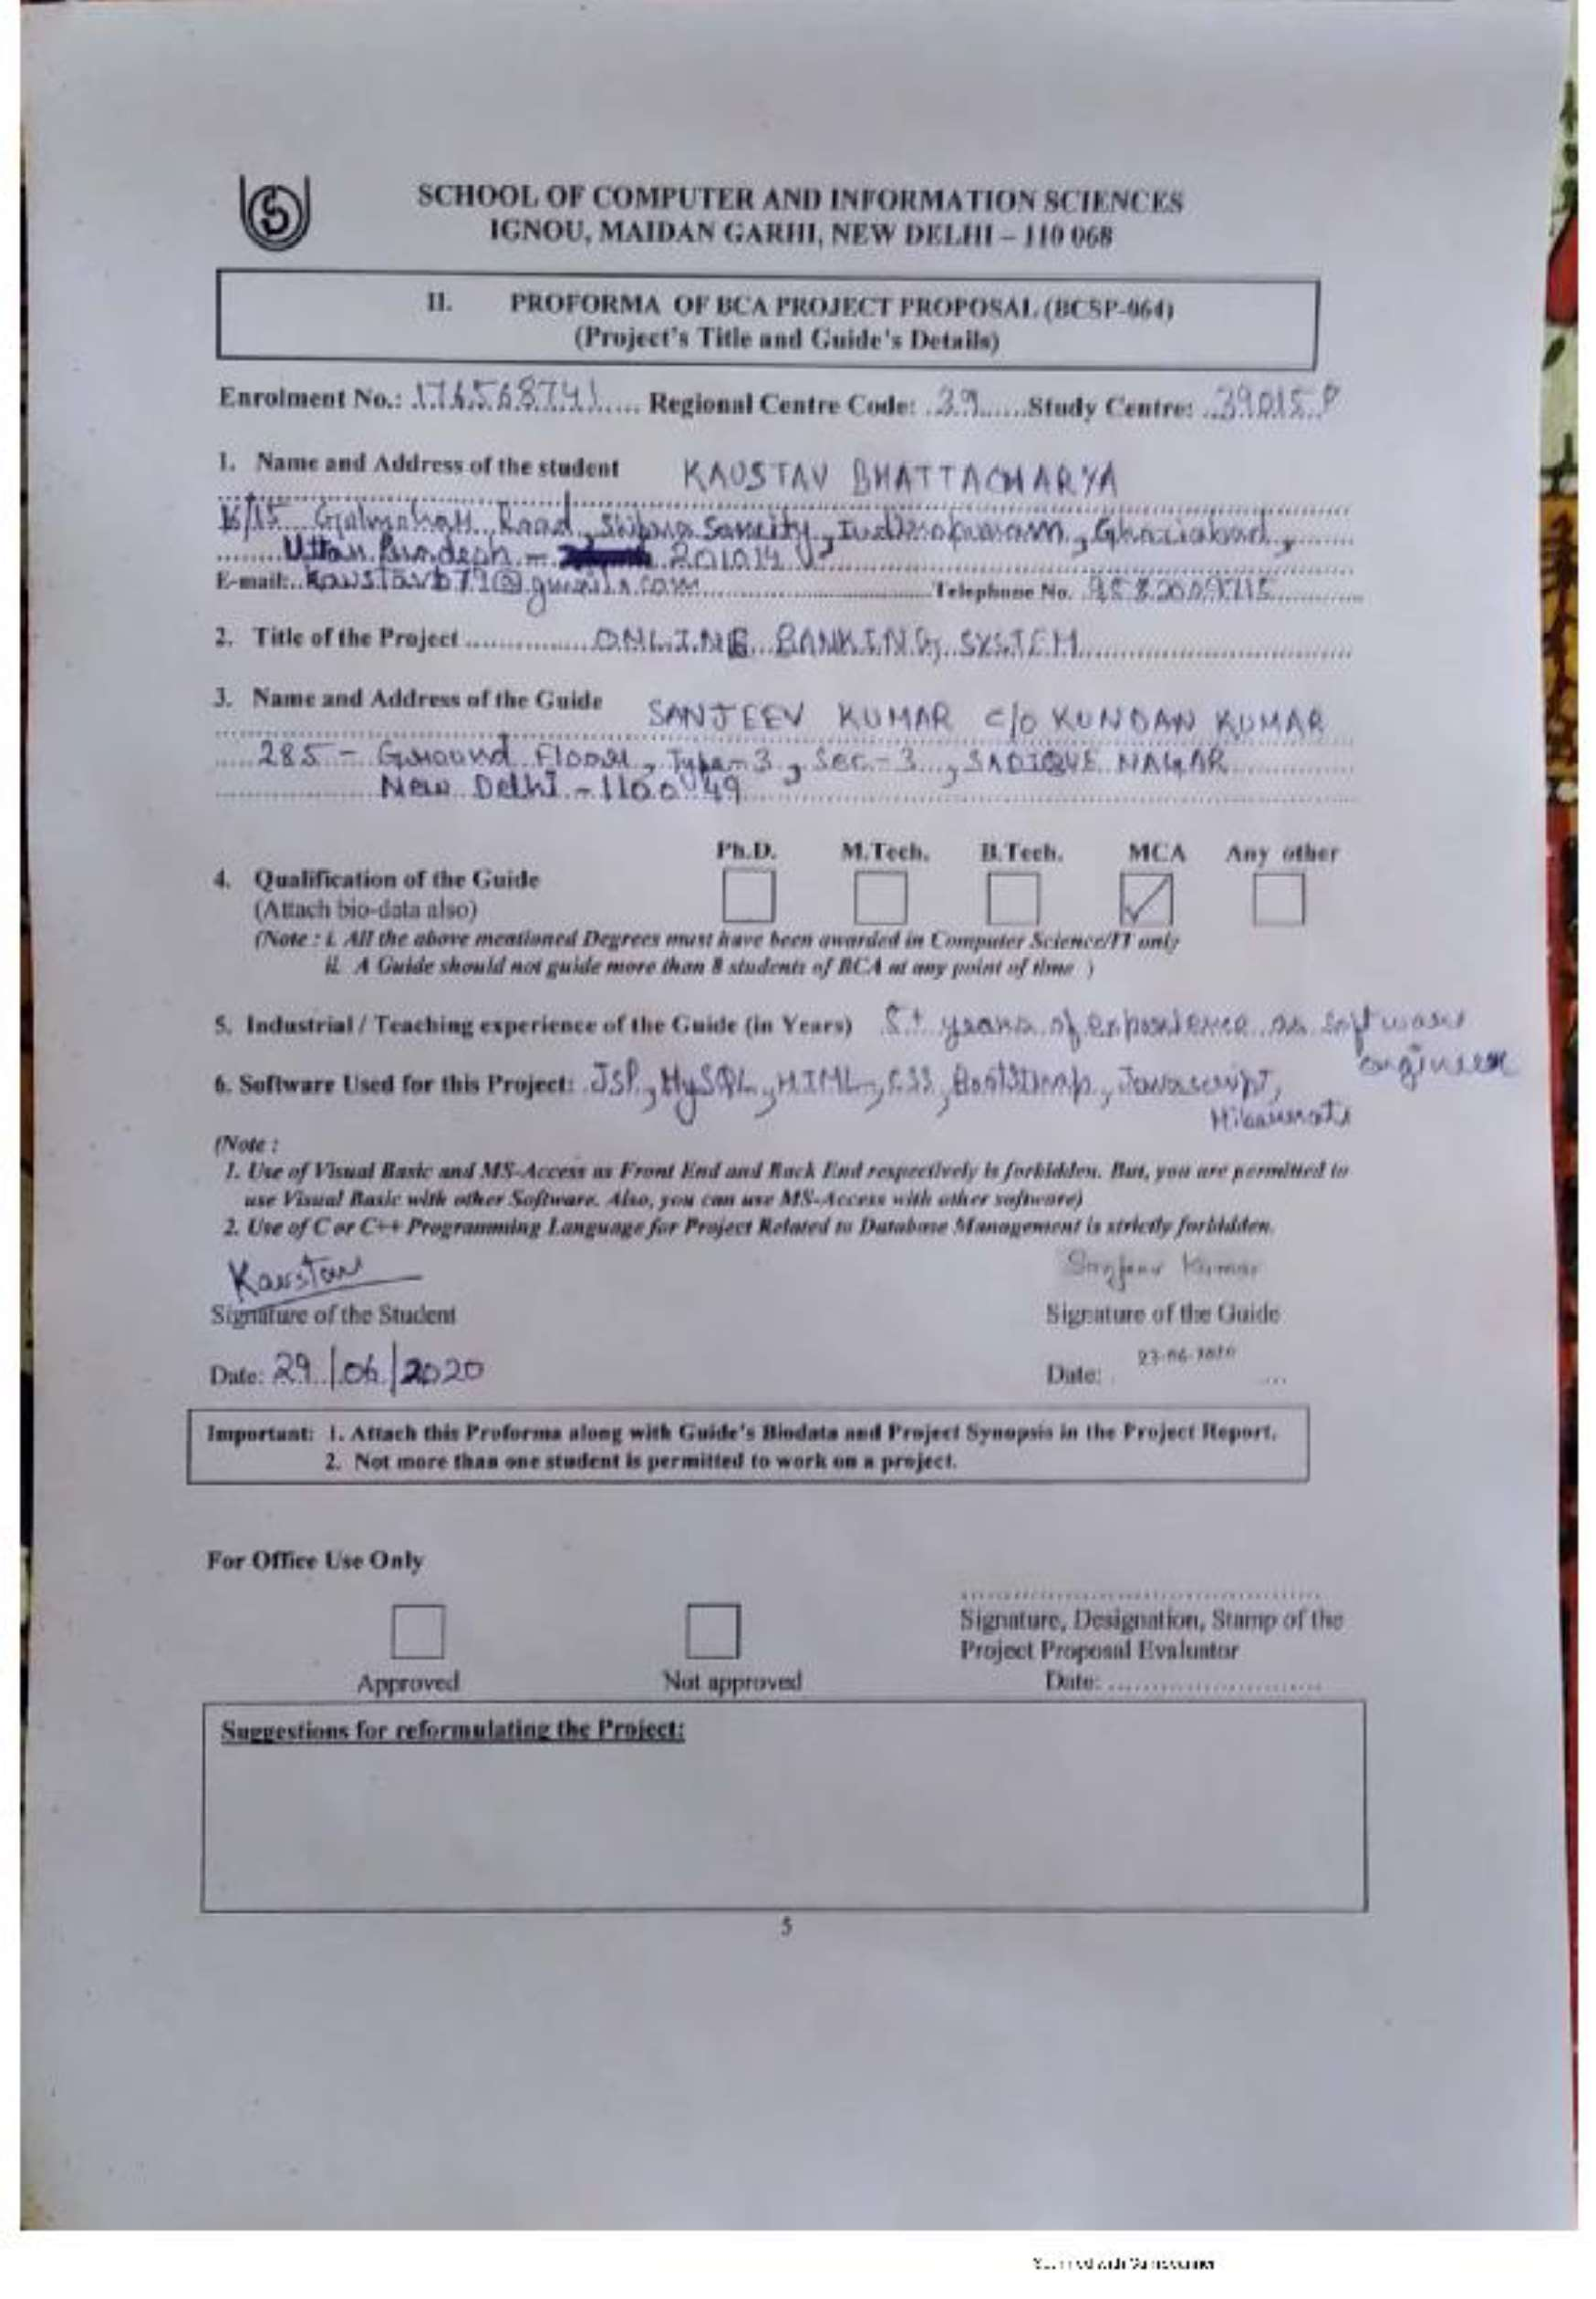 SCHOOL OF COMPUTER AND INFORMATION SCIENCES
IGNOU, MAIDAN GARHI, NEW DELHI – 110 068
II. PROFORMA OF BCA PROJECT PROPOSAL (BCSP-064)
(Project's Title and Guide's Details)
Enrolment No.: 176568741 Regional Centre Code: 39 Study Centre: 39015P
1. Name and Address of the student KAUSTAV BHATTACHARYA
Road, Shipra Suncity, Indirapuram, Ghaziabad,
Uttar Pradesh - 201014
E-mail: kaustavb79@gmail.com Telephone No.
2. Title of the Project ONLINE BANKING SYSTEM
3. Name and Address of the Guide SANJEEV KUMAR C/O KUNDAN KUMAR
285 - Ground Floor, Type-3, Sec-3, SADIQUE NAGAR
New Delhi - 110049
Ph.D. M.Tech. B.Tech. MCA Any other
4. Qualification of the Guide
(Attach bio-data also)
(Note : i. All the above mentioned Degrees must have been awarded in Computer Science/IT only
ii. A Guide should not guide more than 8 students of BCA at any point of time )
5. Industrial / Teaching experience of the Guide (in Years) 5+ years of experience as software
engineer
6. Software Used for this Project: JSP, MySQL, HTML, CSS, Bootstrap, Javascript,
(Note :
1. Use of Visual Basic and MS-Access as Front End and Back End respectively is forbidden. But, you are permitted to
use Visual Basic with other Software. Also, you can use MS-Access with other software)
2. Use of C or C++ Programming Language for Project Related to Database Management is strictly forbidden.
Kaustav Sanjeev Kumar
Signature of the Student Signature of the Guide
Date: 29/06/2020 Date:
Important: 1. Attach this Proforma along with Guide's Biodata and Project Synopsis in the Project Report.
2. Not more than one student is permitted to work on a project.
For Office Use Only
Signature, Designation, Stamp of the
Project Proposal Evaluator
Approved Not approved Date:
Suggestions for reformulating the Project:
5